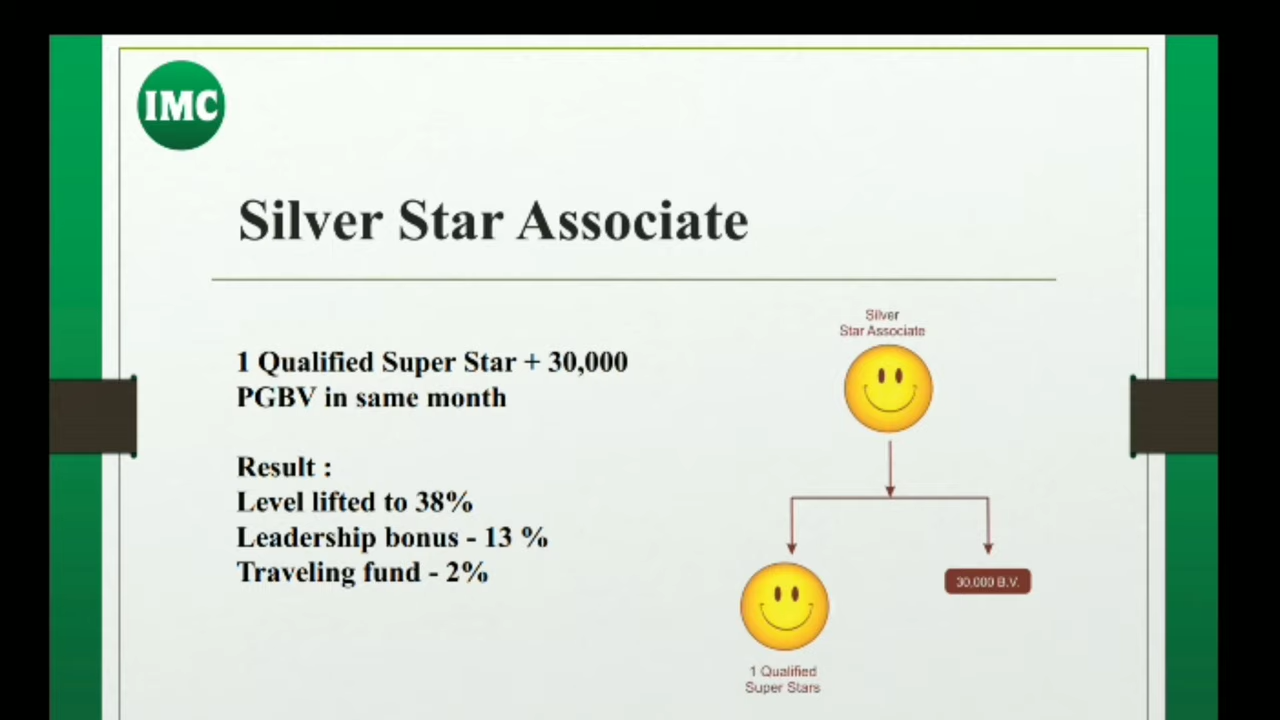 IMC
Silver Star Associate
1 Qualified Super Star + 30,000
PGBV in same month
Result :
Level lifted to 38%
Leadership bonus - 13 %
Traveling fund - 2%
Silver
Star Associate
30,000 B.V.
1 Qualified
Super Stars